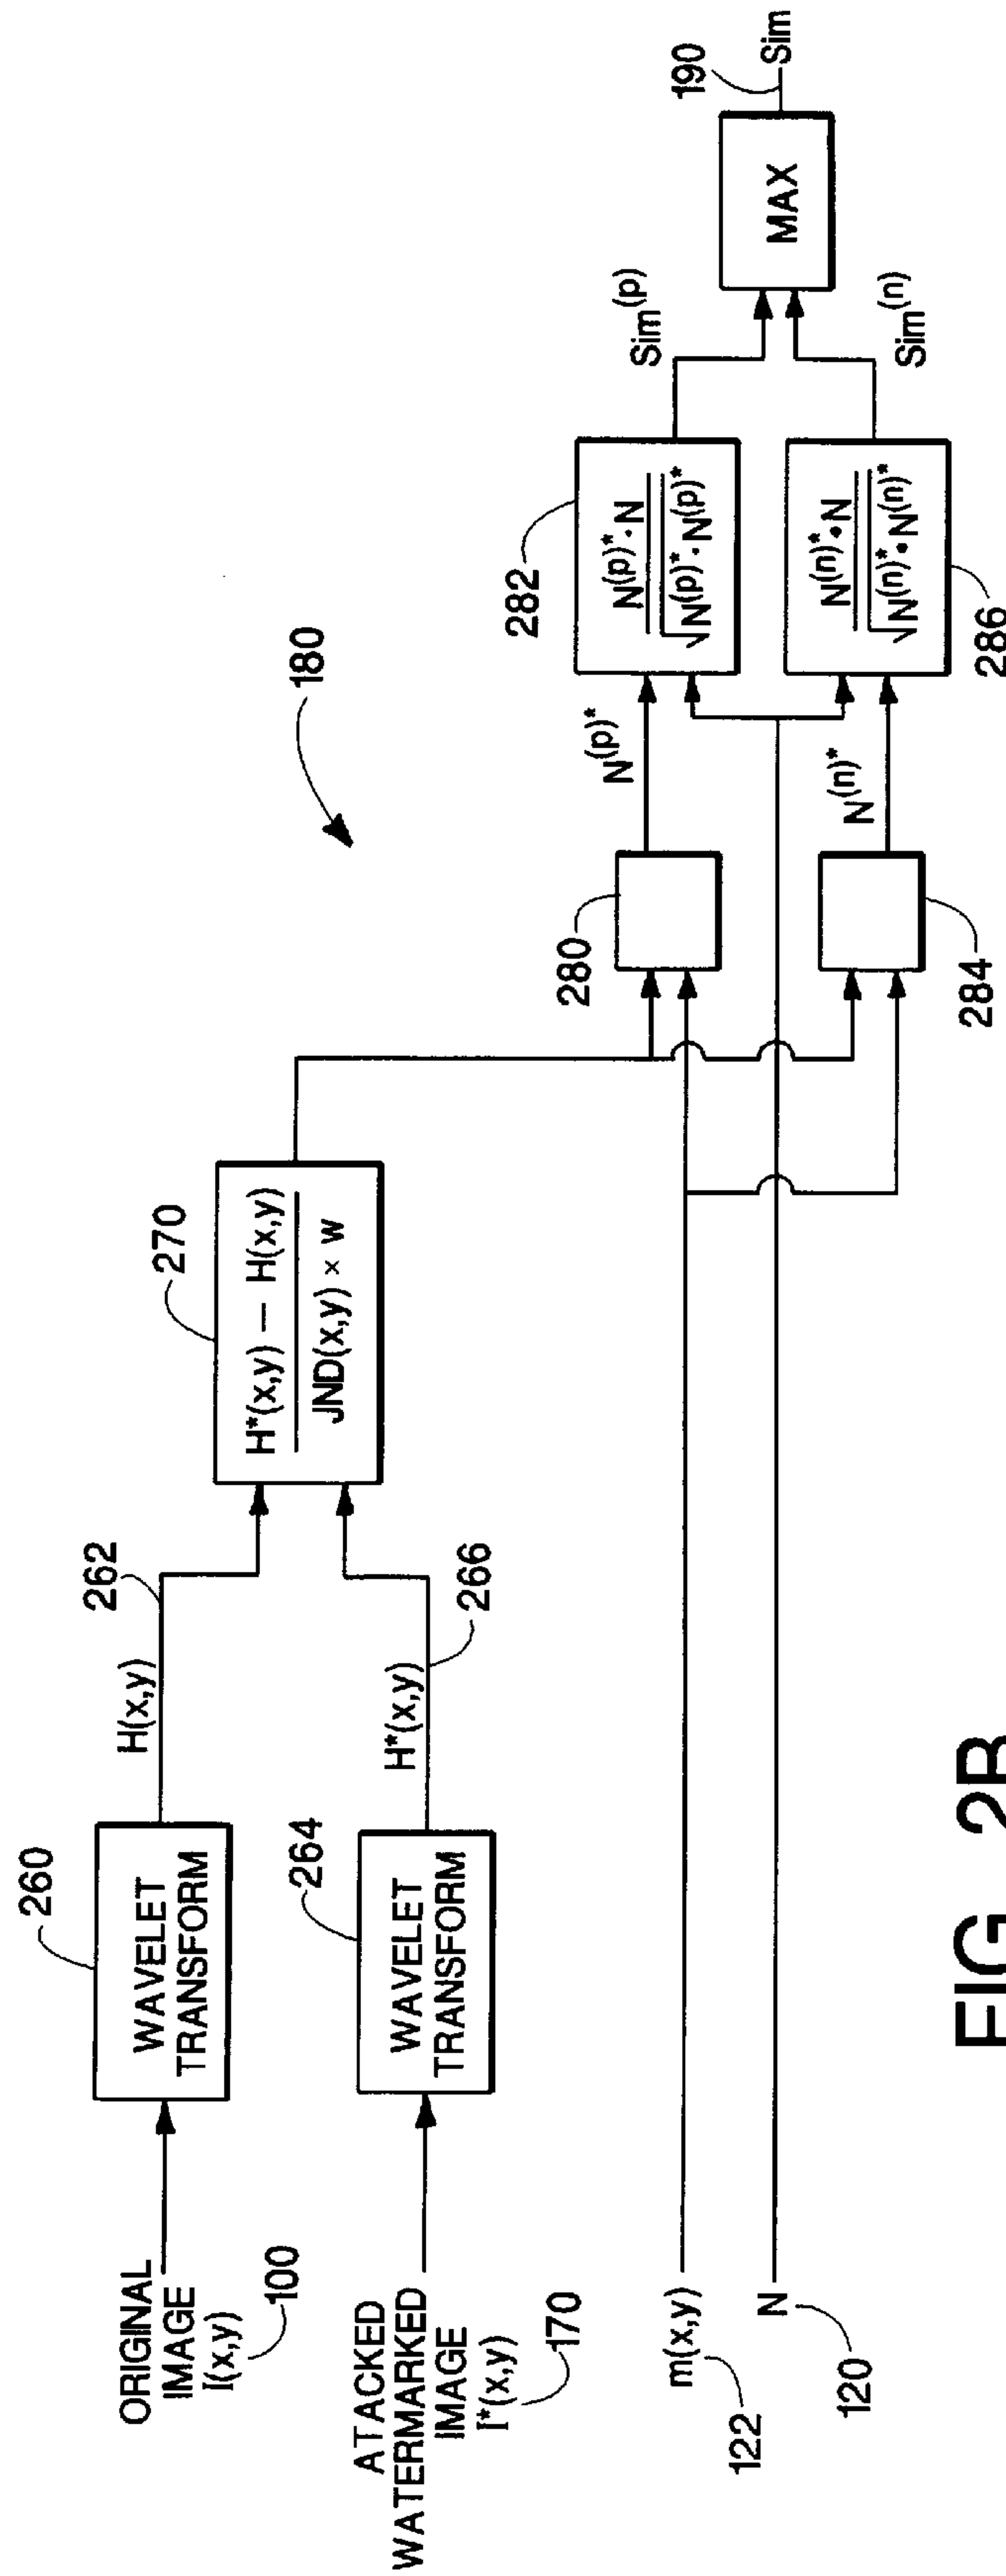 180
ORIGINAL
IMAGE
I(x,y)
100
260
WAVELET
TRANSFORM
H(x,y)
262
ATACKED
WATERMARKED
IMAGE
I*(x,y)
170
264
WAVELET
TRANSFORM
H*(x,y)
266
270
H*(x,y) — H(x,y)
JND(x,y) × w
m(x,y)
122
N
120
280
N(p)*
282
N(p)* · N
√N(p)* · N(p)*
Sim(p)
284
N(n)*
286
N(n)* • N
√N(n)* • N(n)*
Sim(n)
MAX
190
Sim
FIG. 2B